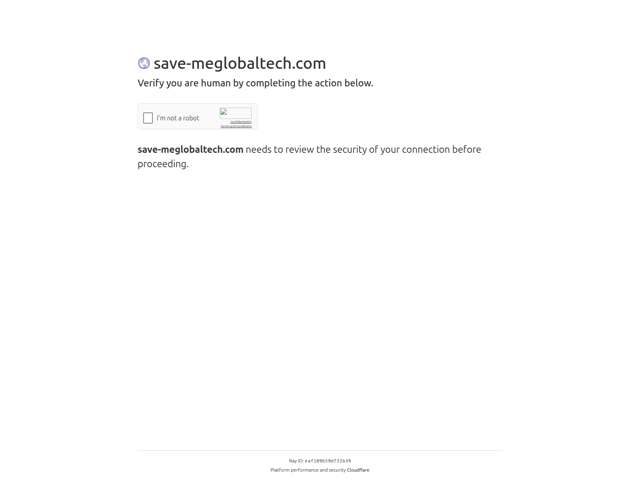 save-meglobaltech.com
Verify you are human by completing the action below.
I'm not a robot
save-meglobaltech.com needs to review the security of your connection before
proceeding.
Ray ID:
Platform performance and security Cloudflare